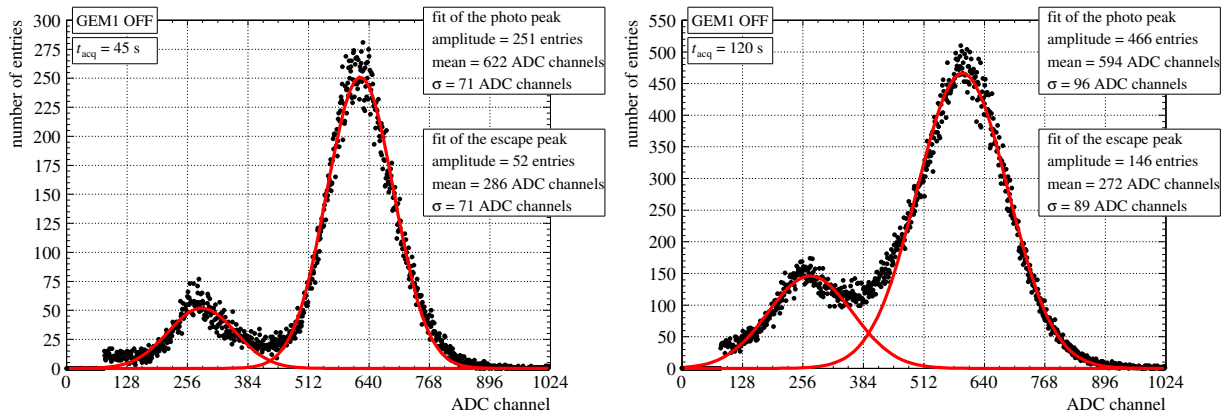 GEM1 OFF
t_acq = 45 s
fit of the photo peak
amplitude = 251 entries
mean = 622 ADC channels
σ = 71 ADC channels
fit of the escape peak
amplitude = 52 entries
mean = 286 ADC channels
σ = 71 ADC channels
number of entries
300
275
250
225
200
175
150
125
100
75
50
25
0
0 128 256 384 512 640 768 896 1024
ADC channel
GEM1 OFF
t_acq = 120 s
fit of the photo peak
amplitude = 466 entries
mean = 594 ADC channels
σ = 96 ADC channels
fit of the escape peak
amplitude = 146 entries
mean = 272 ADC channels
σ = 89 ADC channels
number of entries
550
500
450
400
350
300
250
200
150
100
50
0
0 128 256 384 512 640 768 896 1024
ADC channel